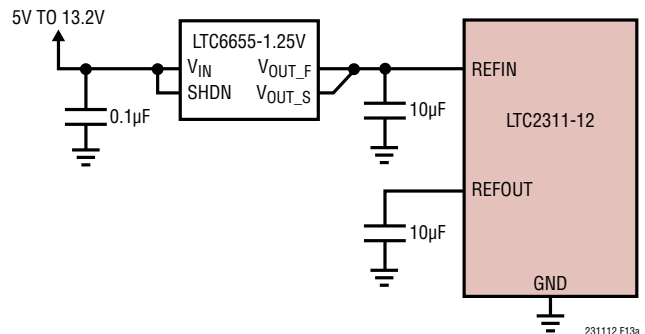 5V TO 13.2V
LTC6655-1.25V
VIN
VOUT_F
SHDN
VOUT_S
0.1µF
10µF
REFIN
LTC2311-12
REFOUT
10µF
GND
231112 F13a